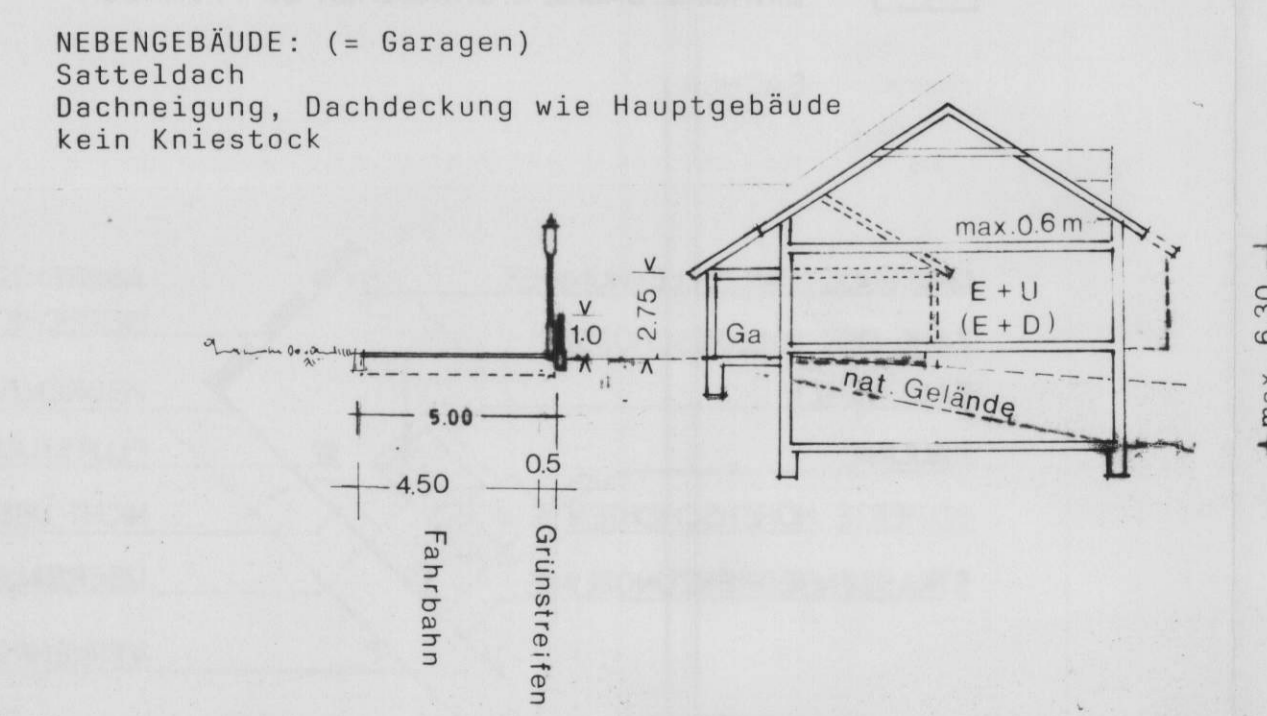 NEBENGEBÄUDE: (= Garagen)
Satteldach
Dachneigung, Dachdeckung wie Hauptgebäude
kein Kniestock
max. 0.6 m
E + U
(E + D)
2.75
1.0
Ga
nat. Gelände
max. 6.30
5.00
0.5
4.50
Fahrbahn
Grünstreifen